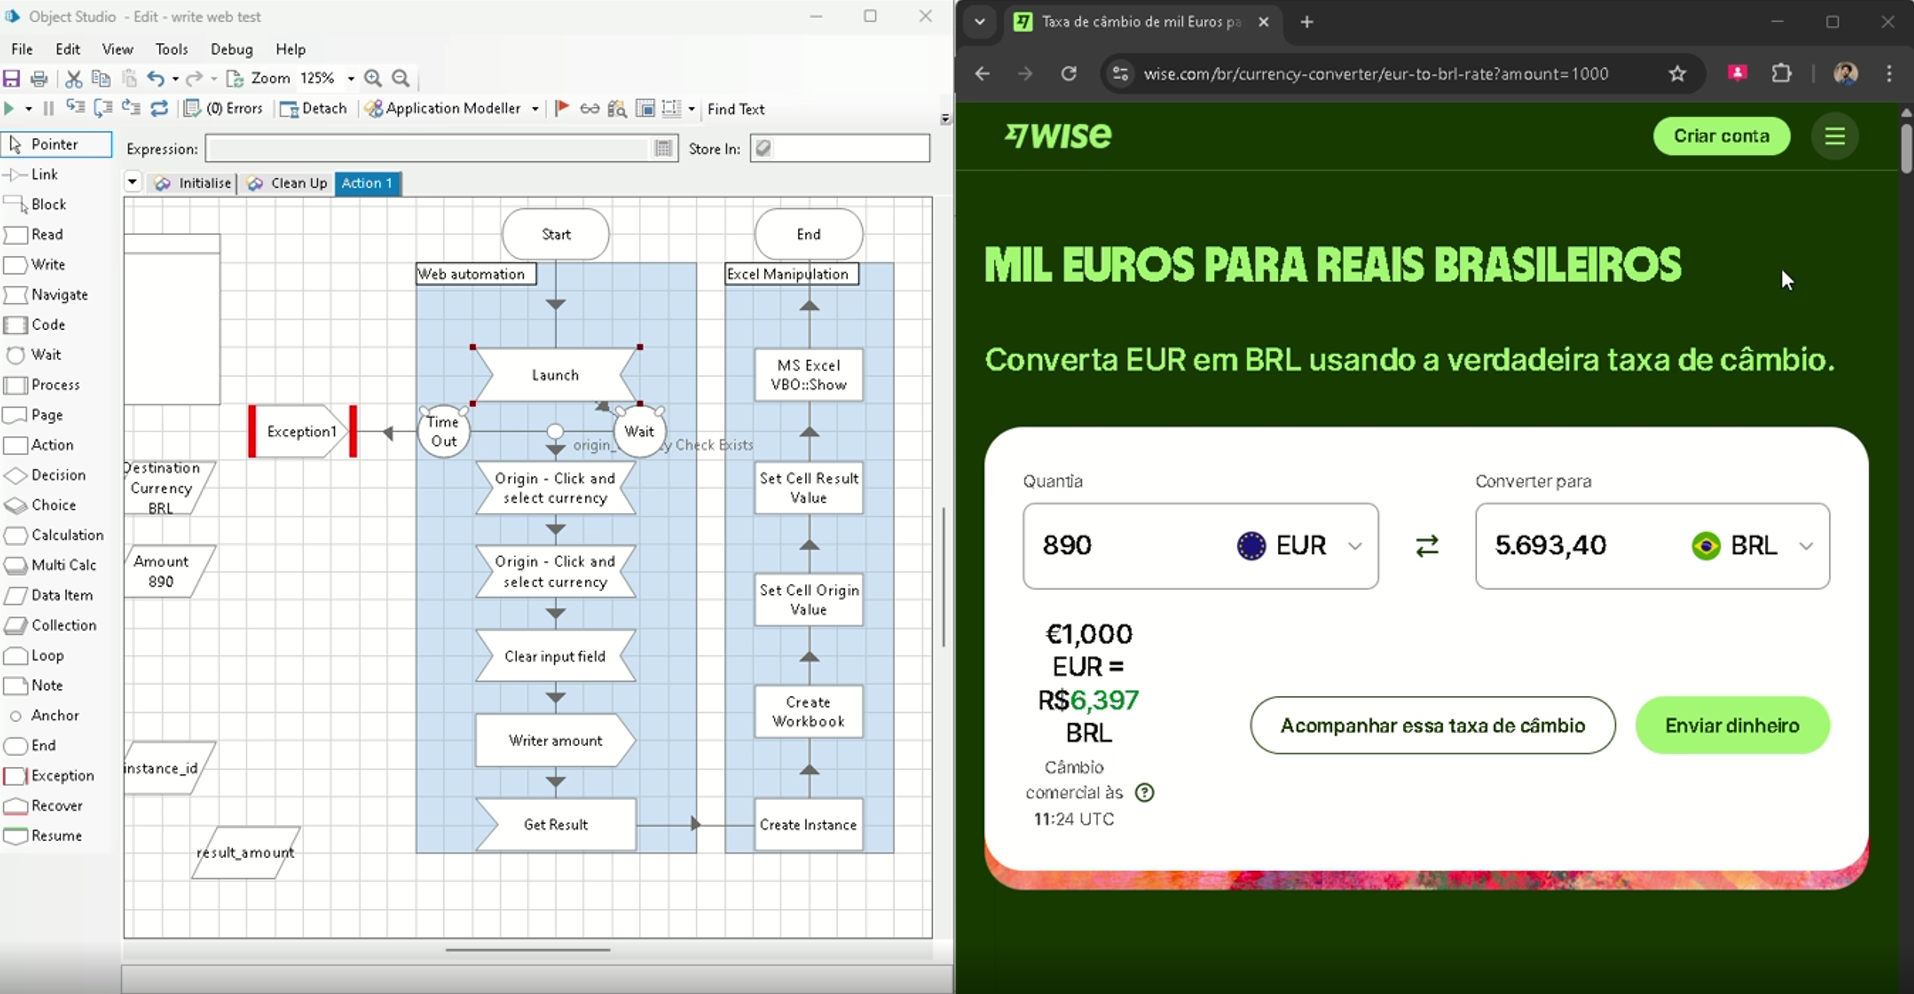 Object Studio - Edit - write web test
File Edit View Tools Debug Help
Zoom 125%
(0) Errors Detach Application Modeller Find Text
Pointer
Link
Block
Read
Write
Navigate
Code
Wait
Process
Page
Action
Decision
Choice
Calculation
Multi Calc
Data Item
Collection
Loop
Note
Anchor
End
Exception
Recover
Resume
Expression:
Store In:
Initialise Clean Up Action 1
Start
Web automation
Launch
Time
Out
Wait
Exception1
Check Exists
Origin - Click and
select currency
Origin - Click and
select currency
Clear input field
Writer amount
Get Result
Destination
Currency
BRL
Amount
890
instance_id
result_amount
End
Excel Manipulation
MS Excel
VBO::Show
Set Cell Result
Value
Set Cell Origin
Value
Create
Workbook
Create Instance
Taxa de câmbio de mil Euros pa
wise.com/br/currency-converter/eur-to-brl-rate?amount=1000
WISE
Criar conta
MIL EUROS PARA REAIS BRASILEIROS
Converta EUR em BRL usando a verdadeira taxa de câmbio.
Quantia
890 EUR
Converter para
5.693,40 BRL
€1,000
EUR =
R$6,397
BRL
Câmbio
comercial às
11:24 UTC
Acompanhar essa taxa de câmbio
Enviar dinheiro